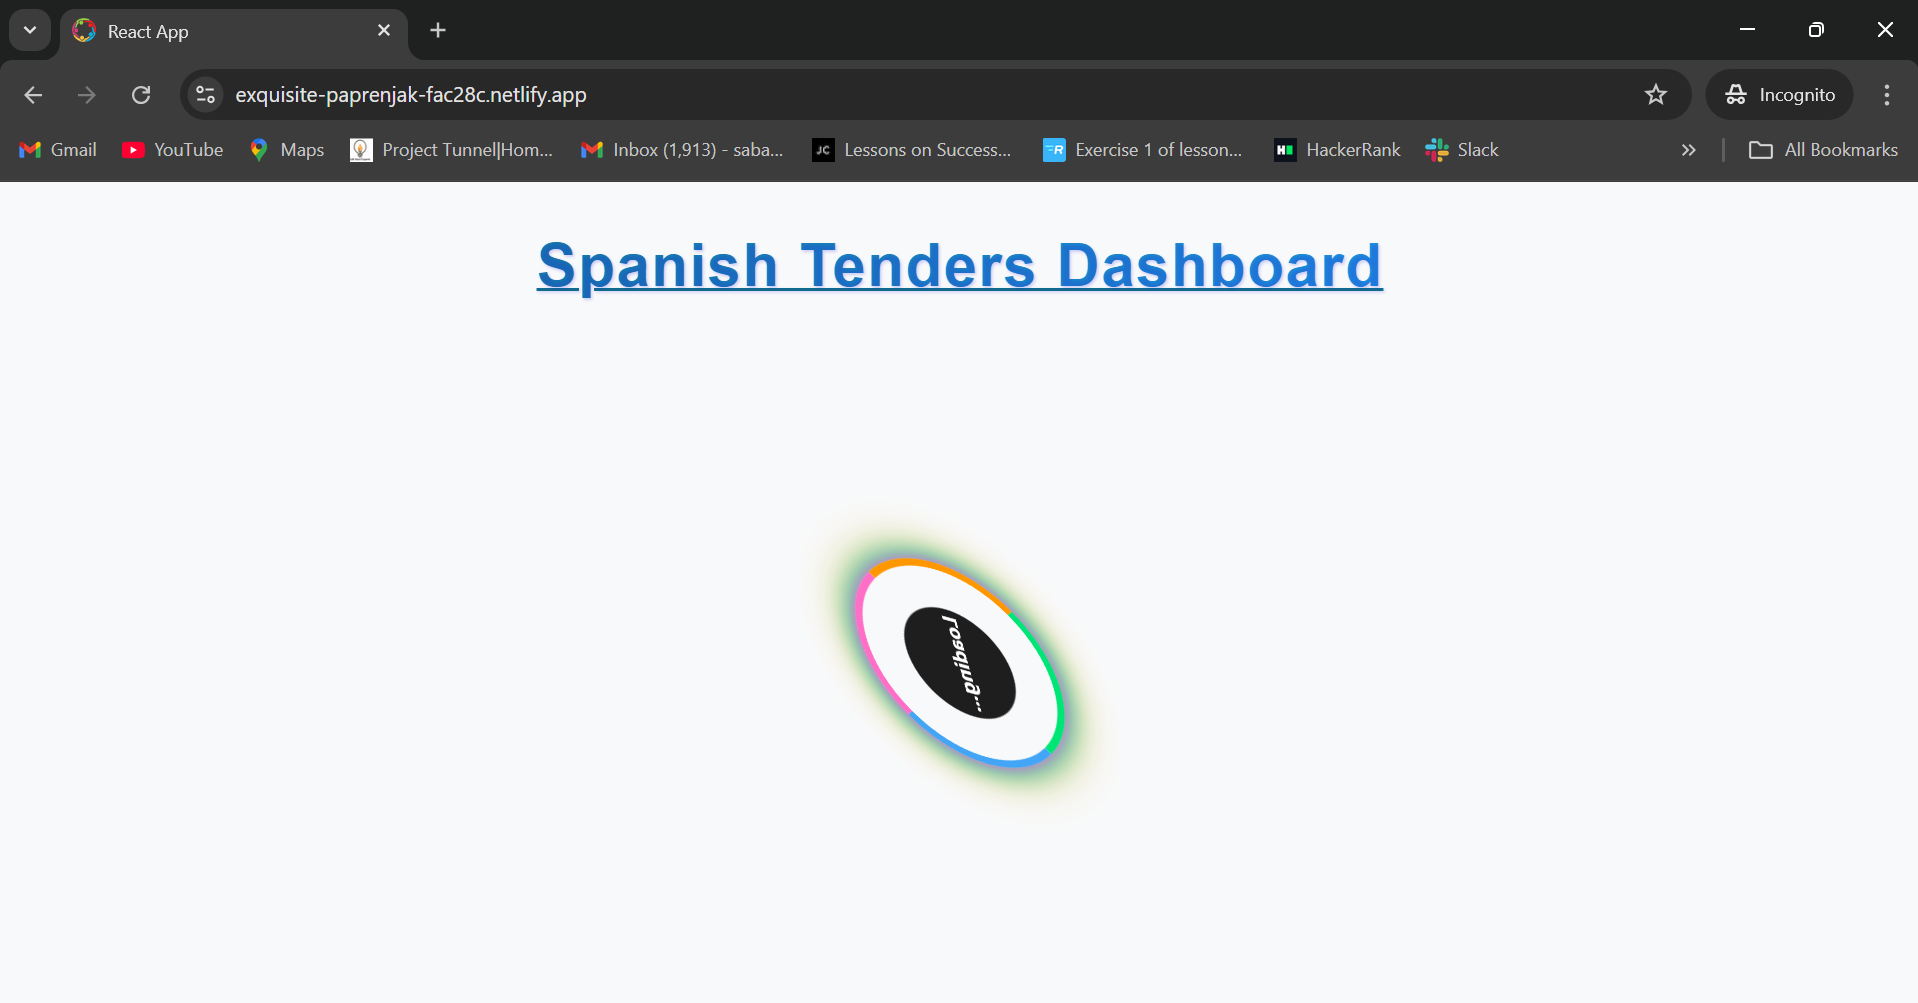 React App
exquisite-paprenjak-fac28c.netlify.app
Incognito
Gmail YouTube Maps Project Tunnel|Hom... Inbox (1,913) - saba... JC Lessons on Success... =R Exercise 1 of lesson... H HackerRank Slack » All Bookmarks
Spanish Tenders Dashboard
Loading...